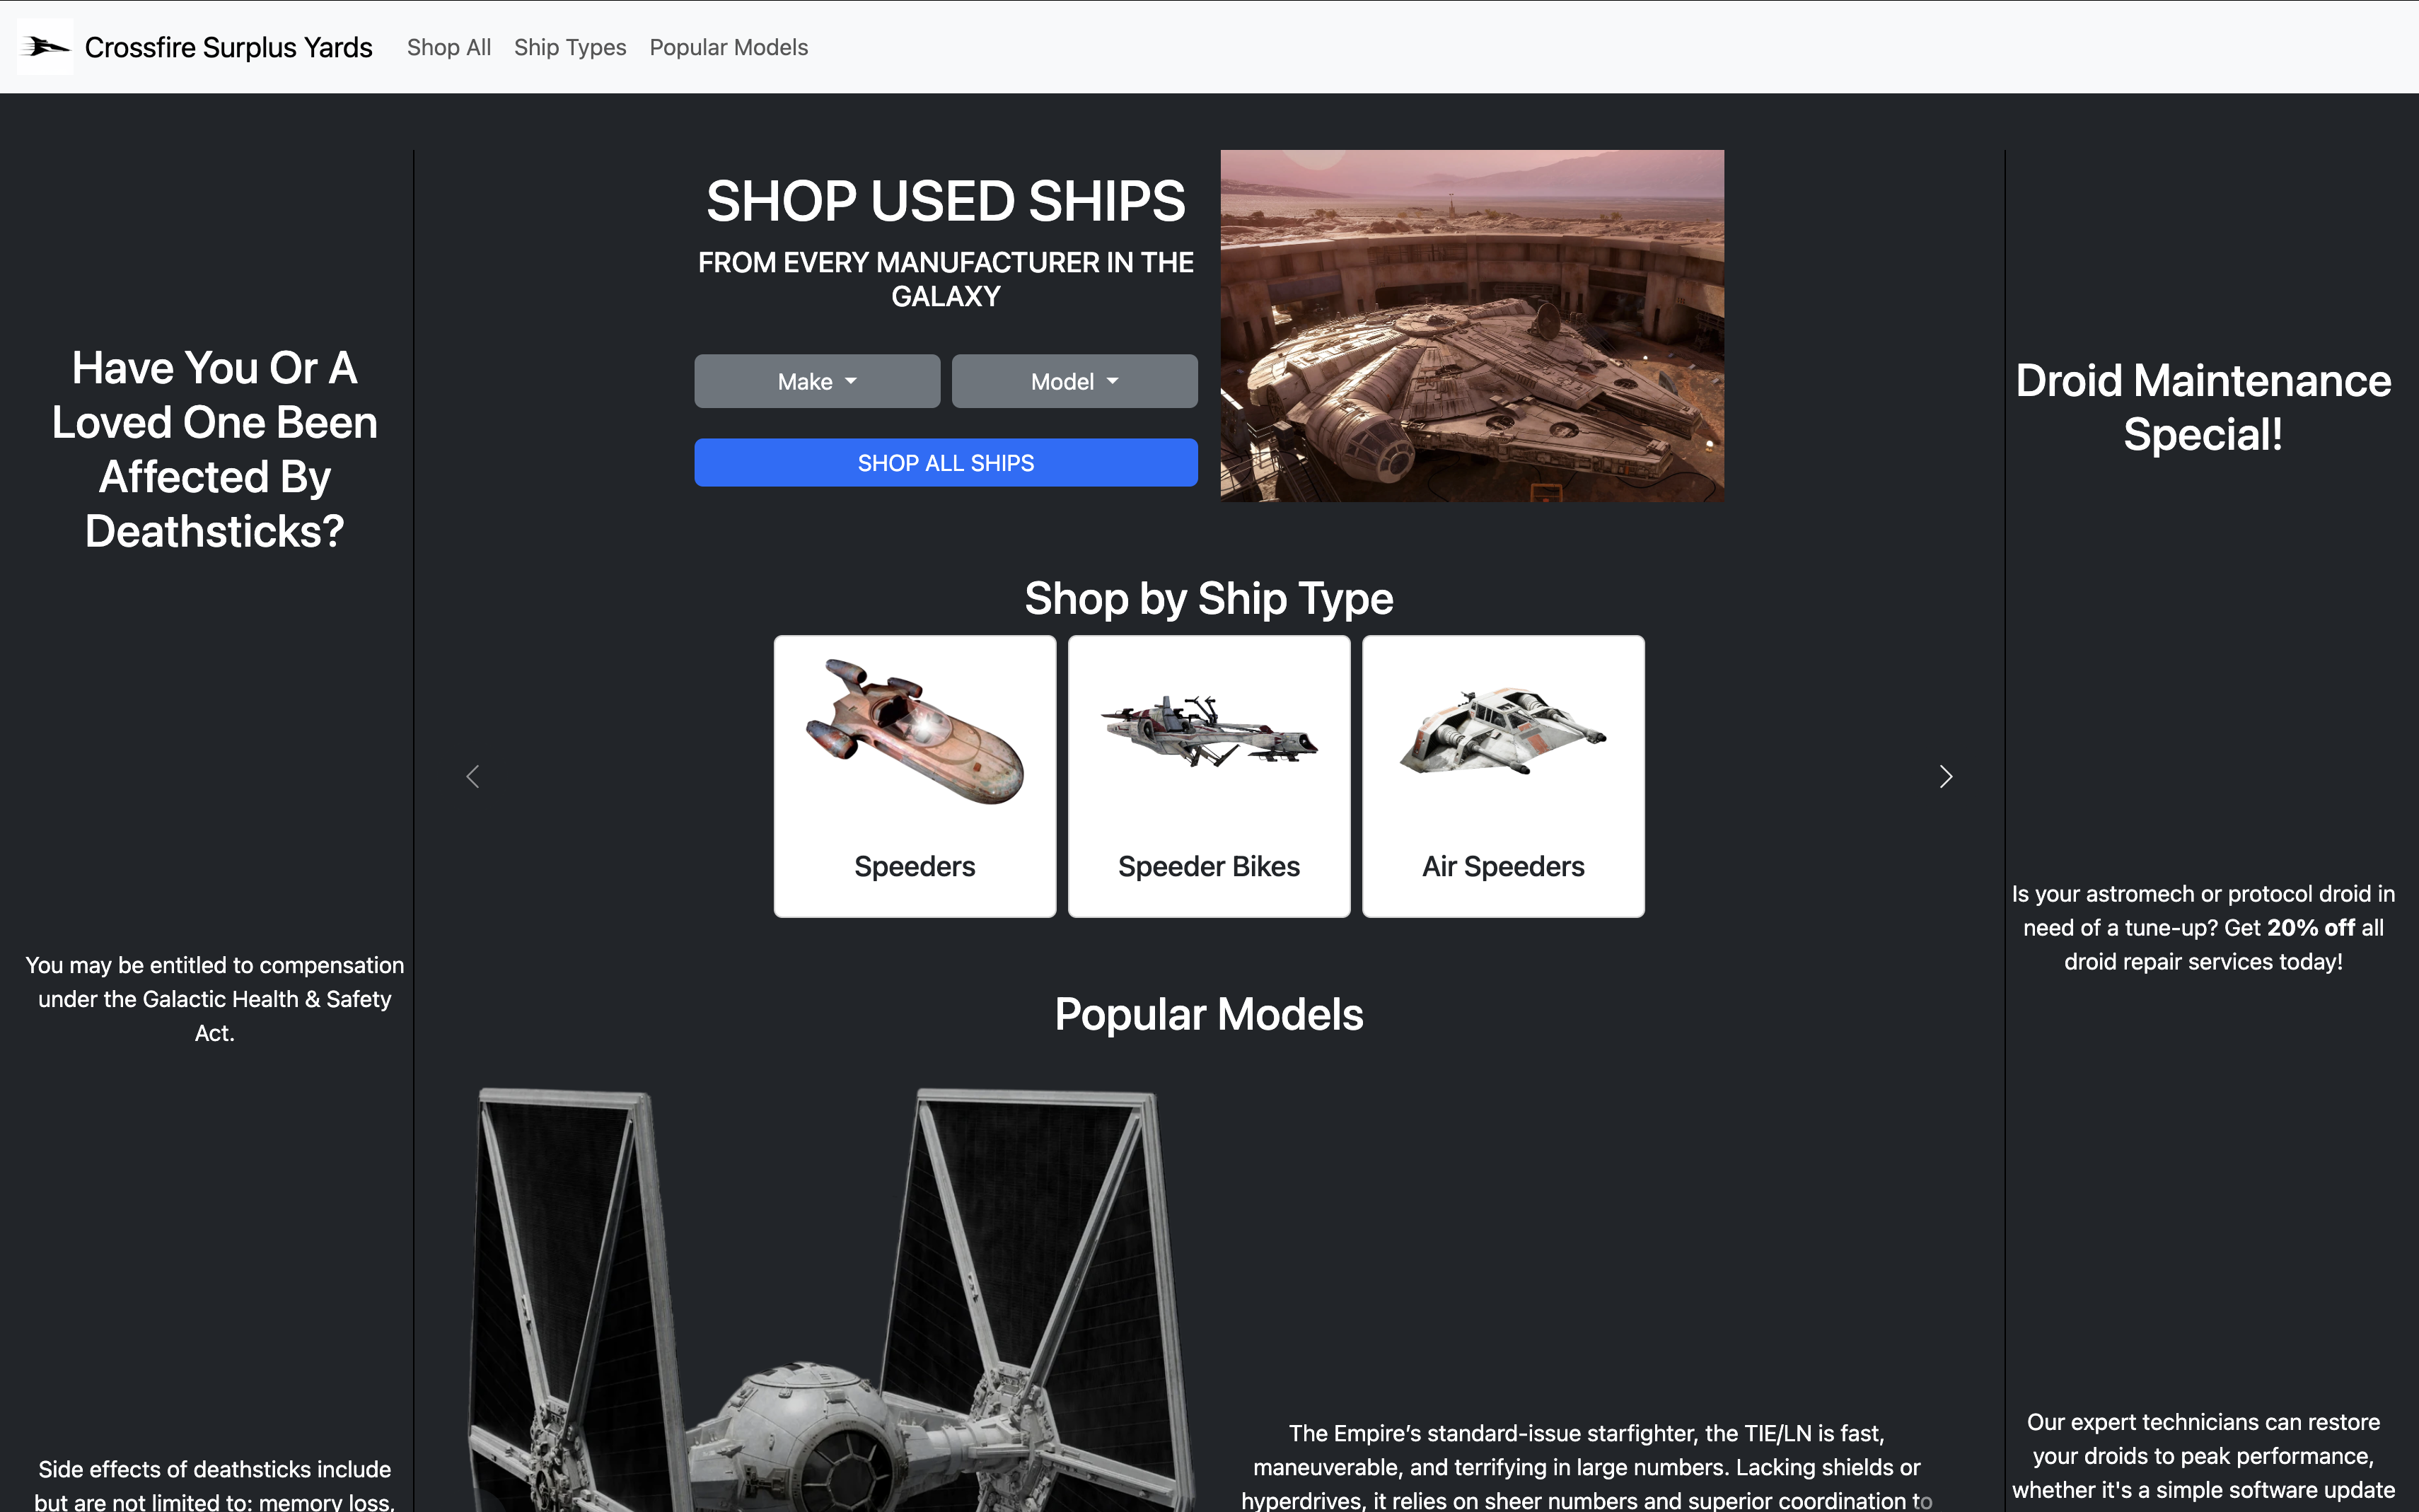 Crossfire Surplus Yards
Shop All
Ship Types
Popular Models
Have You Or A
Loved One Been
Affected By
Deathsticks?
You may be entitled to compensation
under the Galactic Health & Safety
Act.
Side effects of deathsticks include
but are not limited to: memory loss,
SHOP USED SHIPS
FROM EVERY MANUFACTURER IN THE
GALAXY
Make
Model
SHOP ALL SHIPS
Shop by Ship Type
Speeders
Speeder Bikes
Air Speeders
Popular Models
The Empire’s standard-issue starfighter, the TIE/LN is fast,
maneuverable, and terrifying in large numbers. Lacking shields or
hyperdrives, it relies on sheer numbers and superior coordination to
Droid Maintenance
Special!
Is your astromech or protocol droid in
need of a tune-up? Get 20% off all
droid repair services today!
Our expert technicians can restore
your droids to peak performance,
whether it's a simple software update